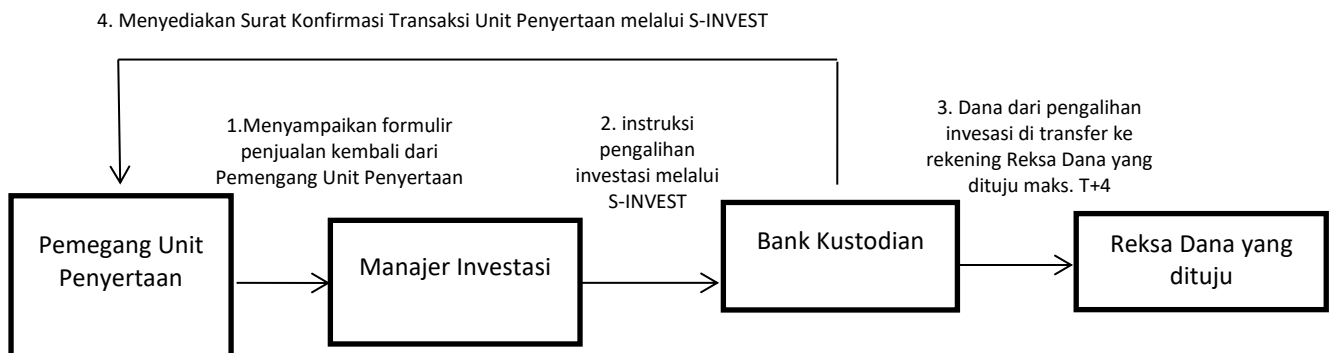 4. Menyediakan Surat Konfirmasi Transaksi Unit Penyertaan melalui S-INVEST
1.Menyampaikan formulir
penjualan kembali dari
Pemengang Unit Penyertaan
2. instruksi
pengalihan
investasi melalui
S-INVEST
3. Dana dari pengalihan
invesasi di transfer ke
rekening Reksa Dana yang
dituju maks. T+4
Pemegang Unit
Penyertaan
Manajer Investasi
Bank Kustodian
Reksa Dana yang
dituju